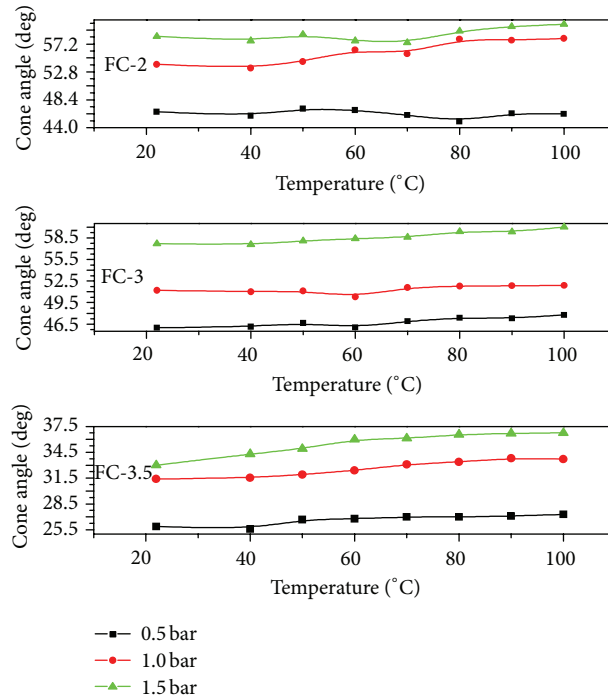 Cone angle (deg)
57.2
52.8
48.4
44.0
FC-2
20 40 60 80 100
Temperature (˚C)
Cone angle (deg)
58.5
55.5
52.5
49.5
46.5
FC-3
20 40 60 80 100
Temperature (˚C)
Cone angle (deg)
37.5
34.5
31.5
28.5
25.5
FC-3.5
20 40 60 80 100
Temperature (˚C)
0.5 bar
1.0 bar
1.5 bar